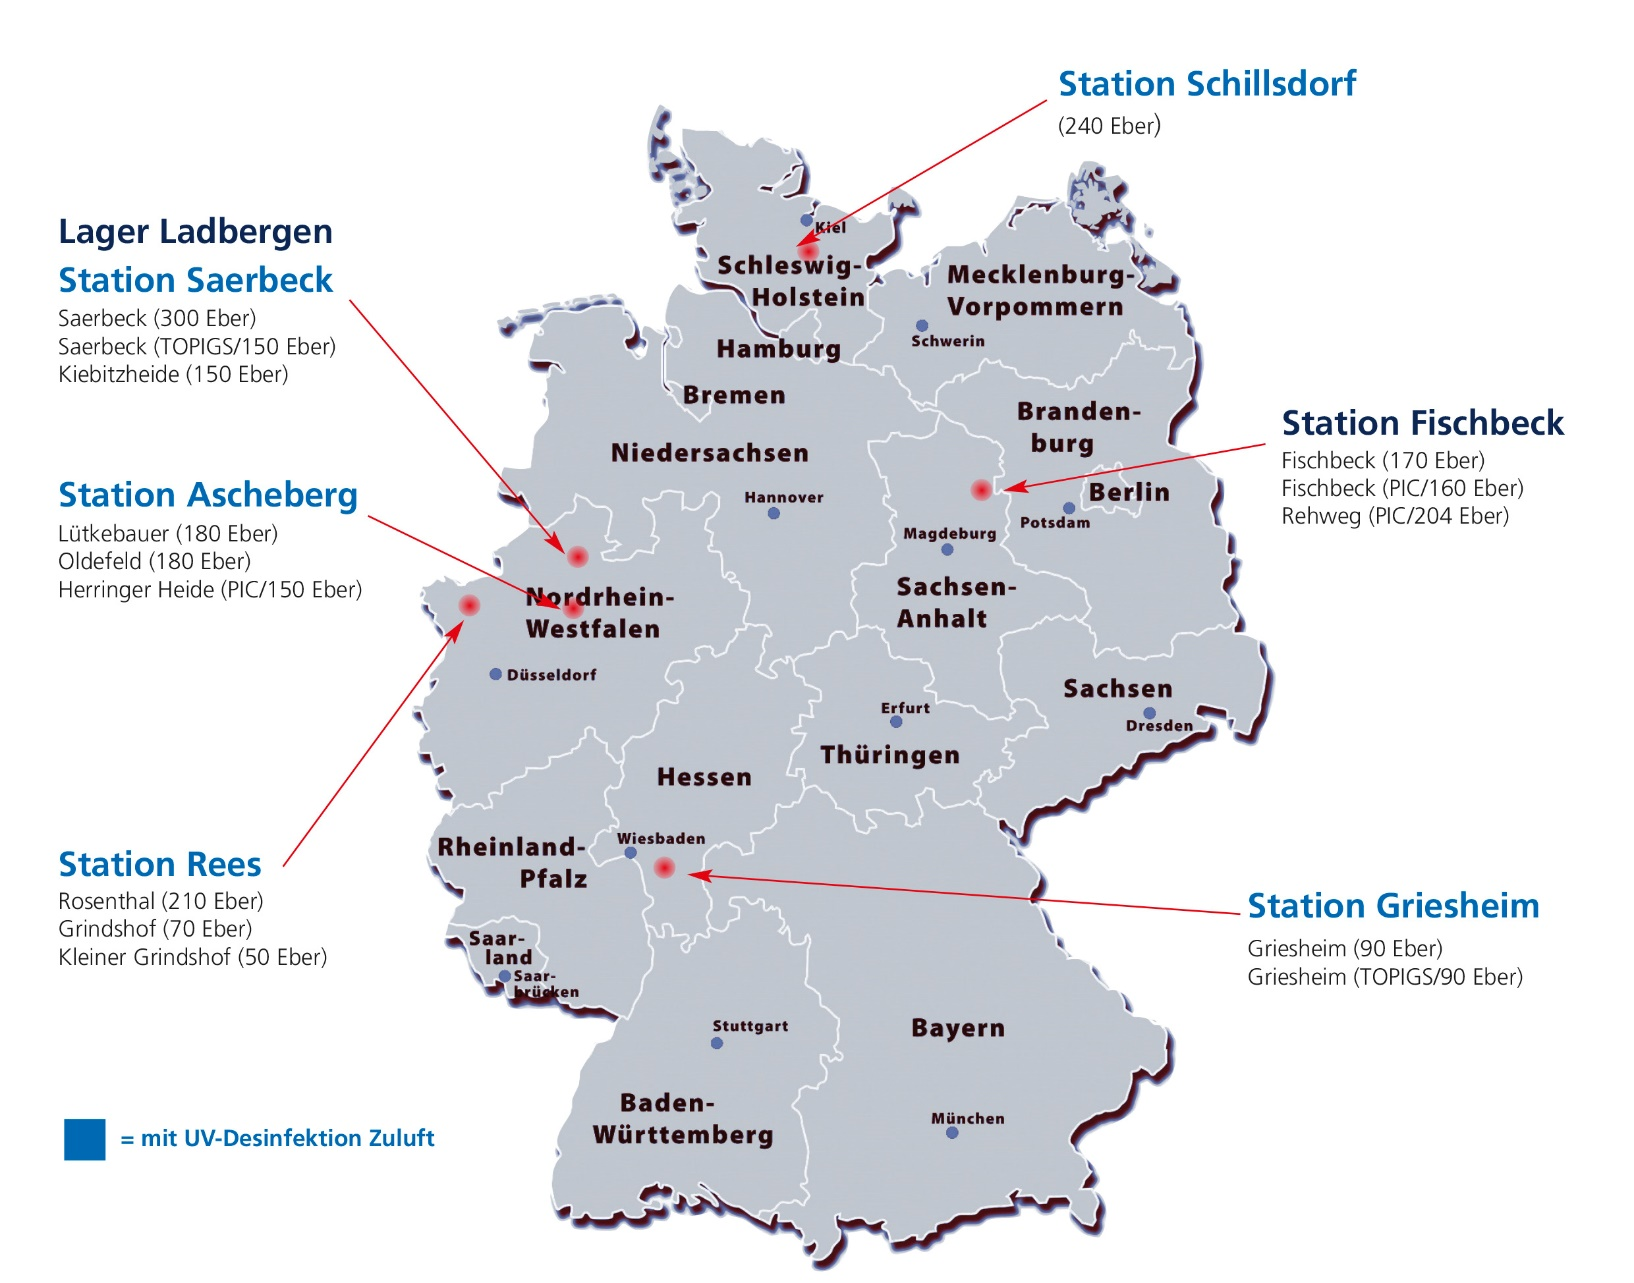 Station Schillsdorf
(240 Eber)
Lager Ladbergen
Station Saerbeck
Saerbeck (300 Eber)
Saerbeck (TOPIGS/150 Eber)
Kiebitzheide (150 Eber)
Station Ascheberg
Lütkebauer (180 Eber)
Oldefeld (180 Eber)
Herringer Heide (PIC/150 Eber)
Station Rees
Rosenthal (210 Eber)
Grindshof (70 Eber)
Kleiner Grindshof (50 Eber)
= mit UV-Desinfektion Zuluft
Kiel
Schleswig-
Holstein
Mecklenburg-
Vorpommern
Schwerin
Hamburg
Bremen
Niedersachsen
Hannover
Branden-
burg
Berlin
Potsdam
Magdeburg
Sachsen-
Anhalt
Nordrhein-
Westfalen
Düsseldorf
Sachsen
Dresden
Erfurt
Thüringen
Hessen
Wiesbaden
Rheinland-
Pfalz
Saar-
land
Saar-
brücken
Stuttgart
Baden-
Württemberg
Bayern
München
Station Fischbeck
Fischbeck (170 Eber)
Fischbeck (PIC/160 Eber)
Rehweg (PIC/204 Eber)
Station Griesheim
Griesheim (90 Eber)
Griesheim (TOPIGS/90 Eber)